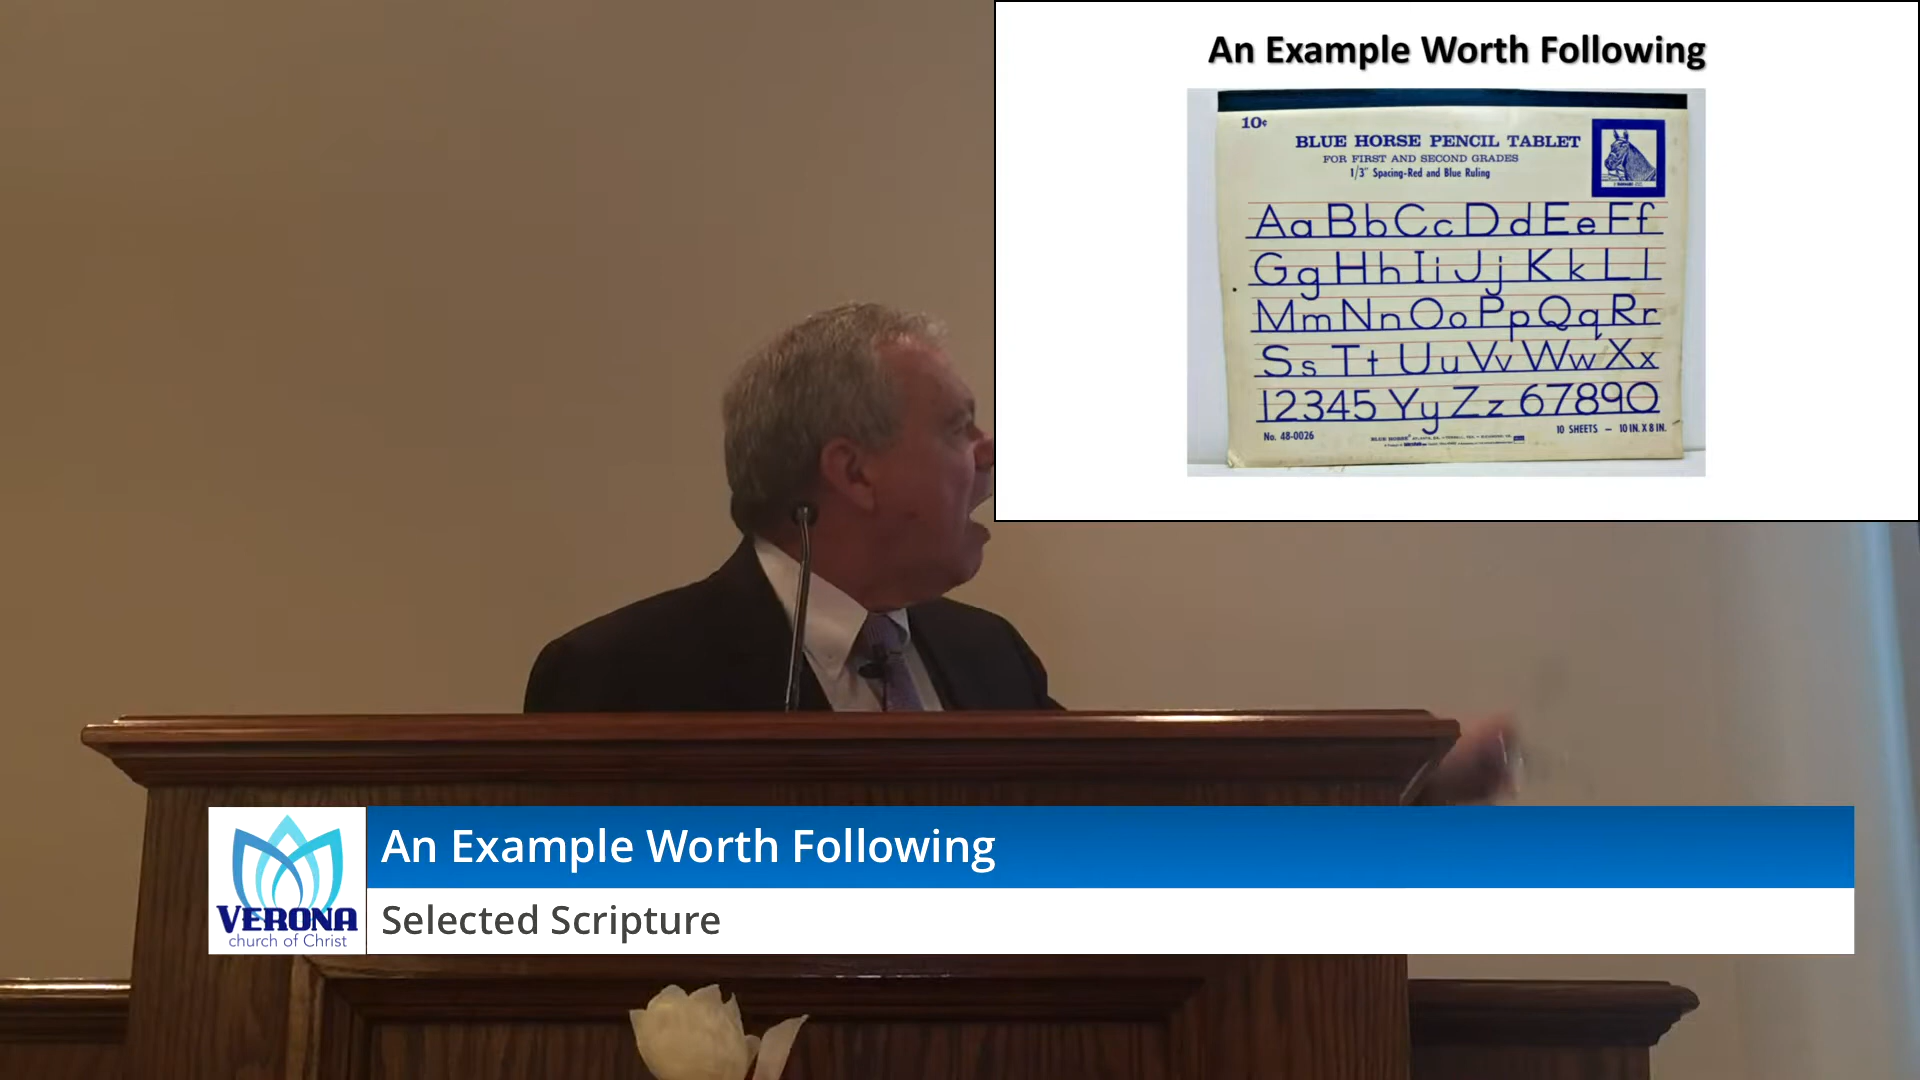 An Example Worth Following
10¢
BLUE HORSE PENCIL TABLET
FOR FIRST AND SECOND GRADES
1/3" Spacing-Red and Blue Ruling
Aa Bb Cc Dd Ee Ff
Gg Hh Ii Jj Kk Ll
Mm Nn Oo Pp Qq Rr
Ss Tt Uu Vv Ww Xx
12345 Yy Zz 67890
No. 48-0026
BLUE HORSE
10 SHEETS — 10 IN. X 8 IN.
An Example Worth Following
Selected Scripture
VERONA
church of Christ